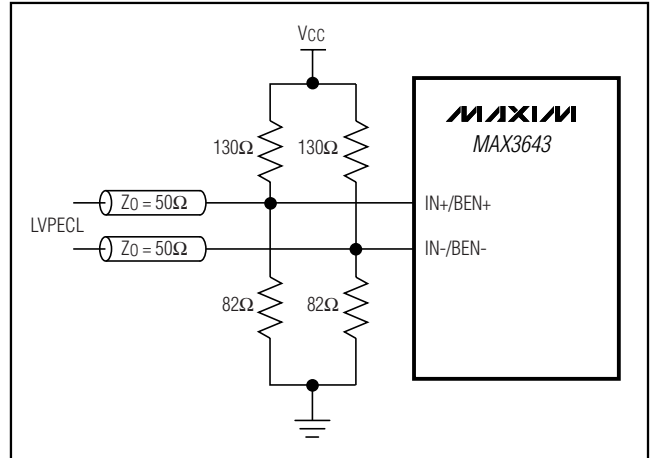 VCC
MAXIM
MAX3643
130Ω 130Ω
Z0 = 50Ω
IN+/BEN+
LVPECL
Z0 = 50Ω
IN-/BEN-
82Ω 82Ω